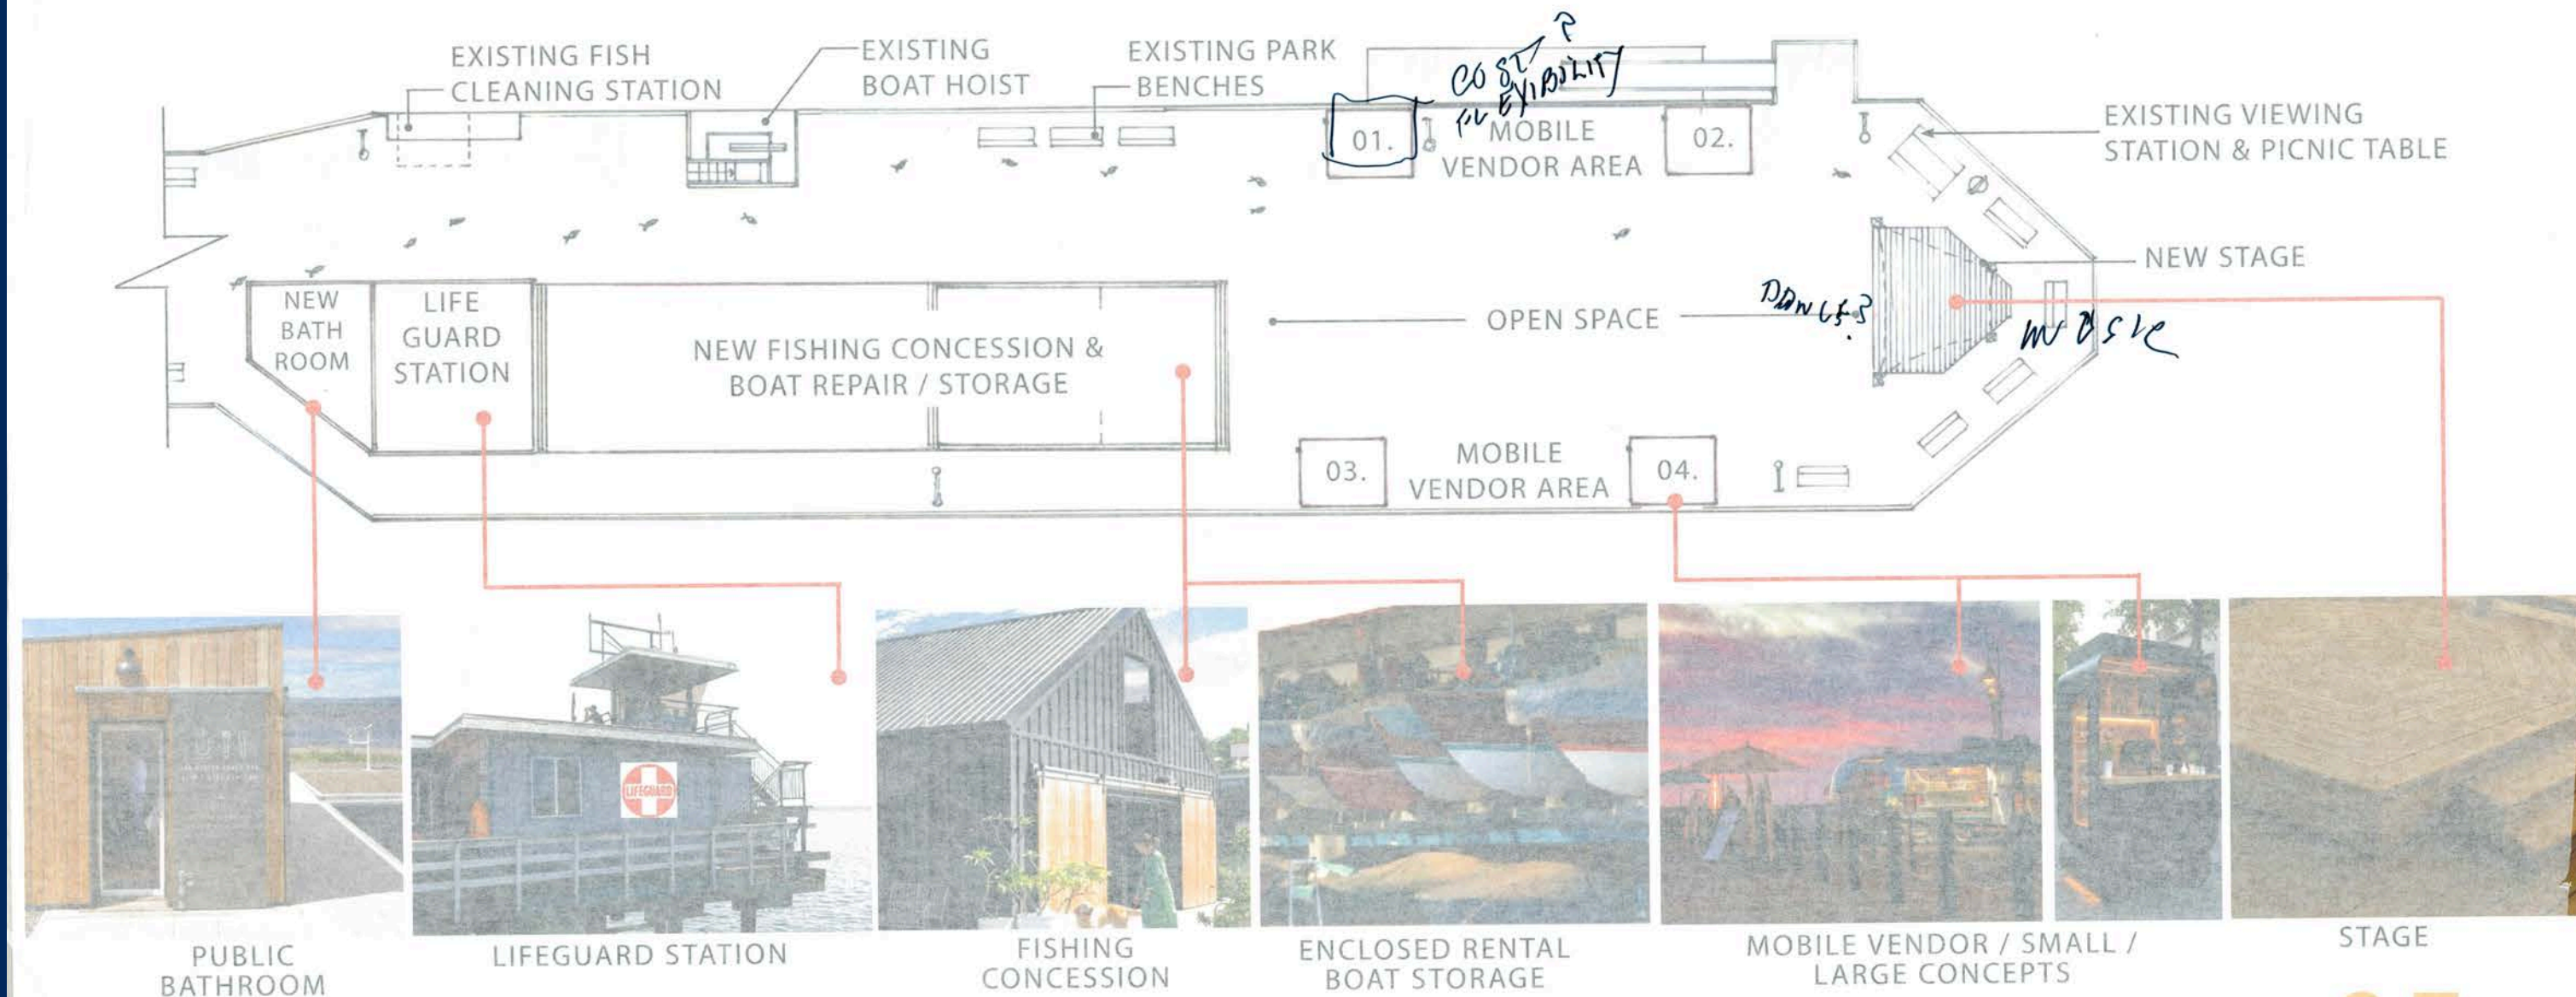 EXISTING FISH
CLEANING STATION
EXISTING
BOAT HOIST
EXISTING PARK
BENCHES
COST?
FLEXIBILITY
01.
MOBILE
VENDOR AREA
02.
EXISTING VIEWING
STATION & PICNIC TABLE
NEW STAGE
NEW
BATH
ROOM
LIFE
GUARD
STATION
NEW FISHING CONCESSION &
BOAT REPAIR / STORAGE
OPEN SPACE
DANCE?
MUSIC
03.
MOBILE
VENDOR AREA
04.
LIFEGUARD
PUBLIC
BATHROOM
LIFEGUARD STATION
FISHING
CONCESSION
ENCLOSED RENTAL
BOAT STORAGE
MOBILE VENDOR / SMALL /
LARGE CONCEPTS
STAGE